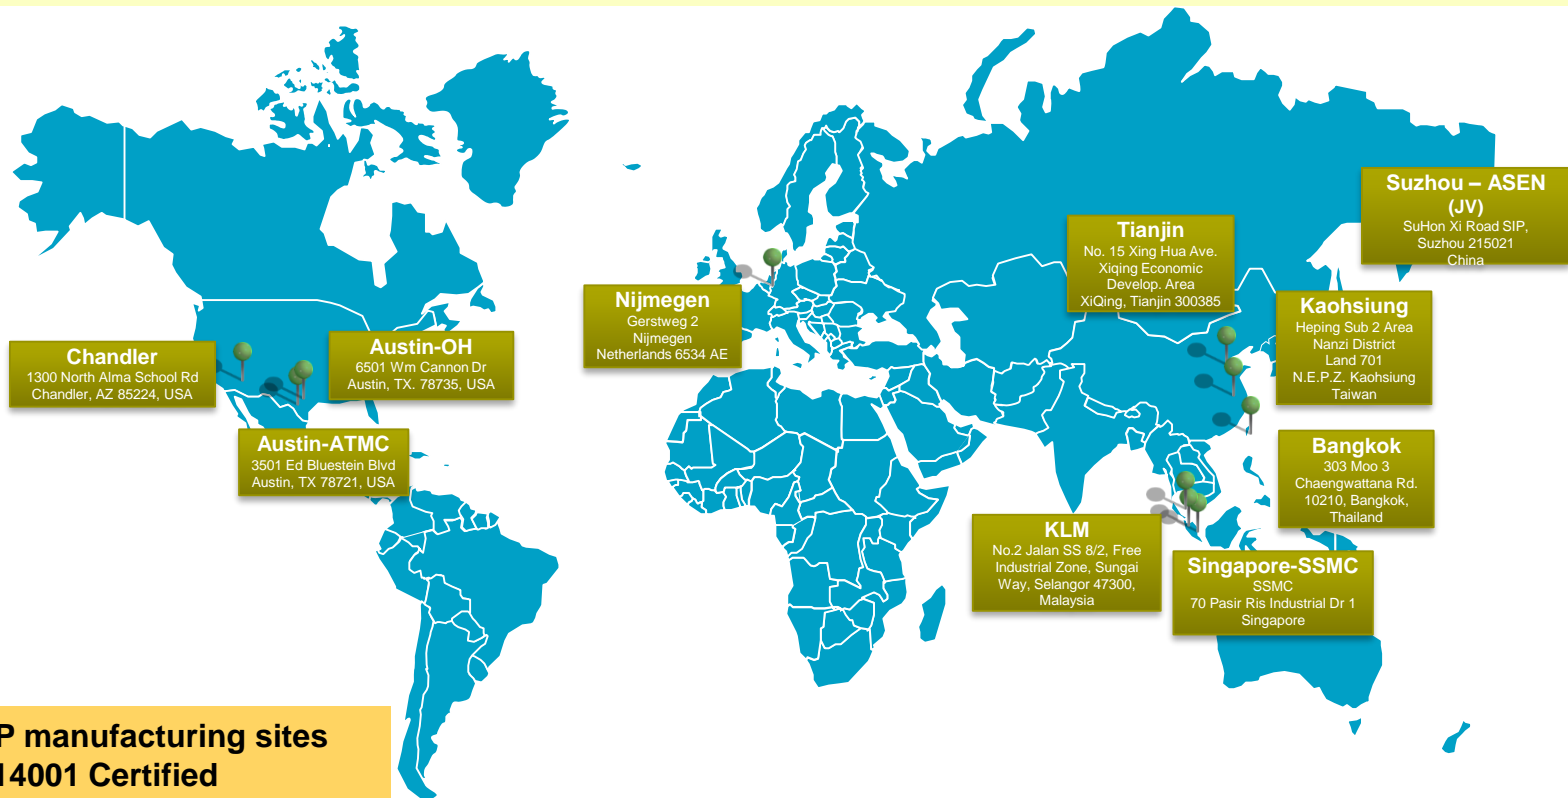 Suzhou – ASEN
(JV)
SuHon Xi Road SIP,
Suzhou 215021
China
Tianjin
No. 15 Xing Hua Ave.
Xiqing Economic
Develop. Area
XiQing, Tianjin 300385
Nijmegen
Gerstweg 2
Nijmegen
Netherlands 6534 AE
Kaohsiung
Heping Sub 2 Area
Nanzi District
Land 701
N.E.P.Z. Kaohsiung
Taiwan
Chandler
1300 North Alma School Rd
Chandler, AZ 85224, USA
Austin-OH
6501 Wm Cannon Dr
Austin, TX. 78735, USA
Austin-ATMC
3501 Ed Bluestein Blvd
Austin, TX 78721, USA
Bangkok
303 Moo 3
Chaengwattana Rd.
10210, Bangkok,
Thailand
KLM
No.2 Jalan SS 8/2, Free
Industrial Zone, Sungai
Way, Selangor 47300,
Malaysia
Singapore-SSMC
SSMC
70 Pasir Ris Industrial Dr 1
Singapore
P manufacturing sites
14001 Certified